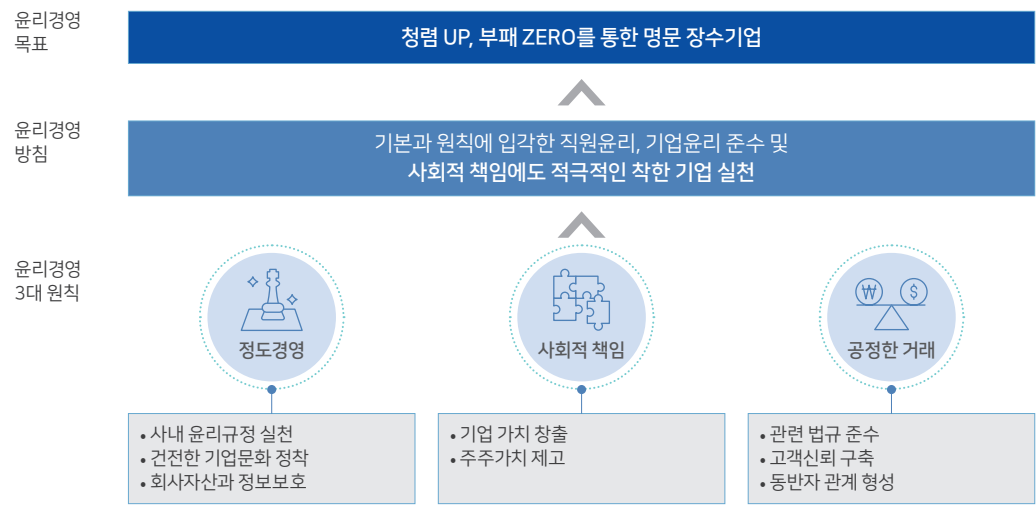 윤리경영
목표
청렴 UP, 부패 ZERO를 통한 명문 장수기업
윤리경영
방침
기본과 원칙에 입각한 직원윤리, 기업윤리 준수 및
사회적 책임에도 적극적인 착한 기업 실천
윤리경영
3대 원칙
정도경영
• 사내 윤리규정 실천
• 건전한 기업문화 정착
• 회사자산과 정보보호
사회적 책임
• 기업 가치 창출
• 주주가치 제고
₩ $
공정한 거래
• 관련 법규 준수
• 고객신뢰 구축
• 동반자 관계 형성